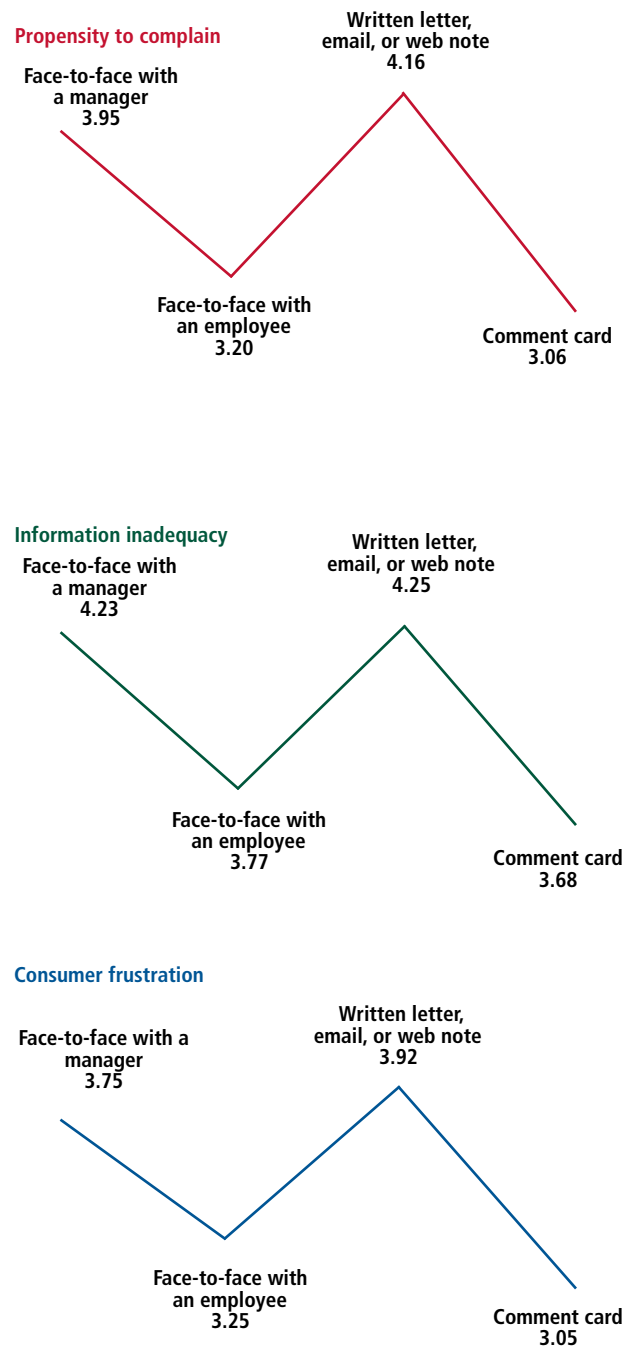 Propensity to complain
Written letter,
email, or web note
4.16
Face-to-face with
a manager
3.95
Face-to-face with
an employee
3.20
Comment card
3.06
Information inadequacy
Written letter,
email, or web note
4.25
Face-to-face with
a manager
4.23
Face-to-face with
an employee
3.77
Comment card
3.68
Consumer frustration
Written letter,
email, or web note
3.92
Face-to-face with a
manager
3.75
Face-to-face with
an employee
3.25
Comment card
3.05